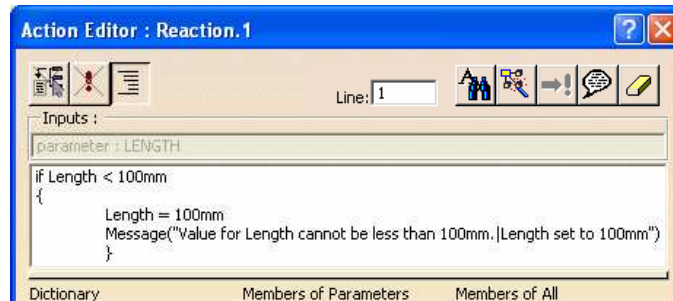 Action Editor : Reaction.1
Line: 1
Inputs :
parameter : LENGTH
if Length < 100mm
{
Length = 100mm
Message("Value for Length cannot be less than 100mm.|Length set to 100mm")
}
Dictionary Members of Parameters Members of All